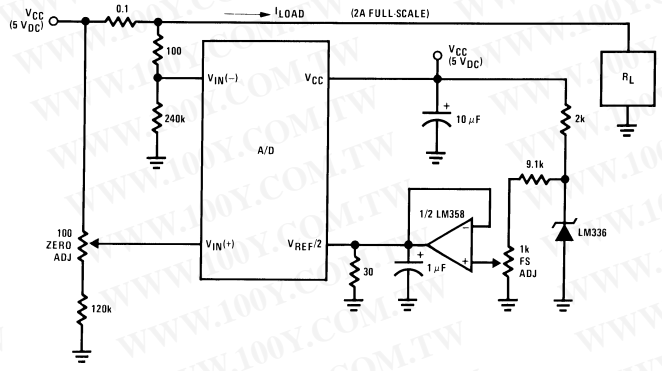 VCC
(5 VDC)
0.1
ILOAD
(2A FULL-SCALE)
100
VIN(−)
240k
A/D
VCC
VCC
(5 VDC)
+
10 μF
RL
2k
9.1k
1/2 LM358
−
+
LM336
1k
FS
ADJ
100
ZERO
ADJ
VIN(+)
VREF/2
30
+
1 μF
120k
WWW.100Y.COM.TW